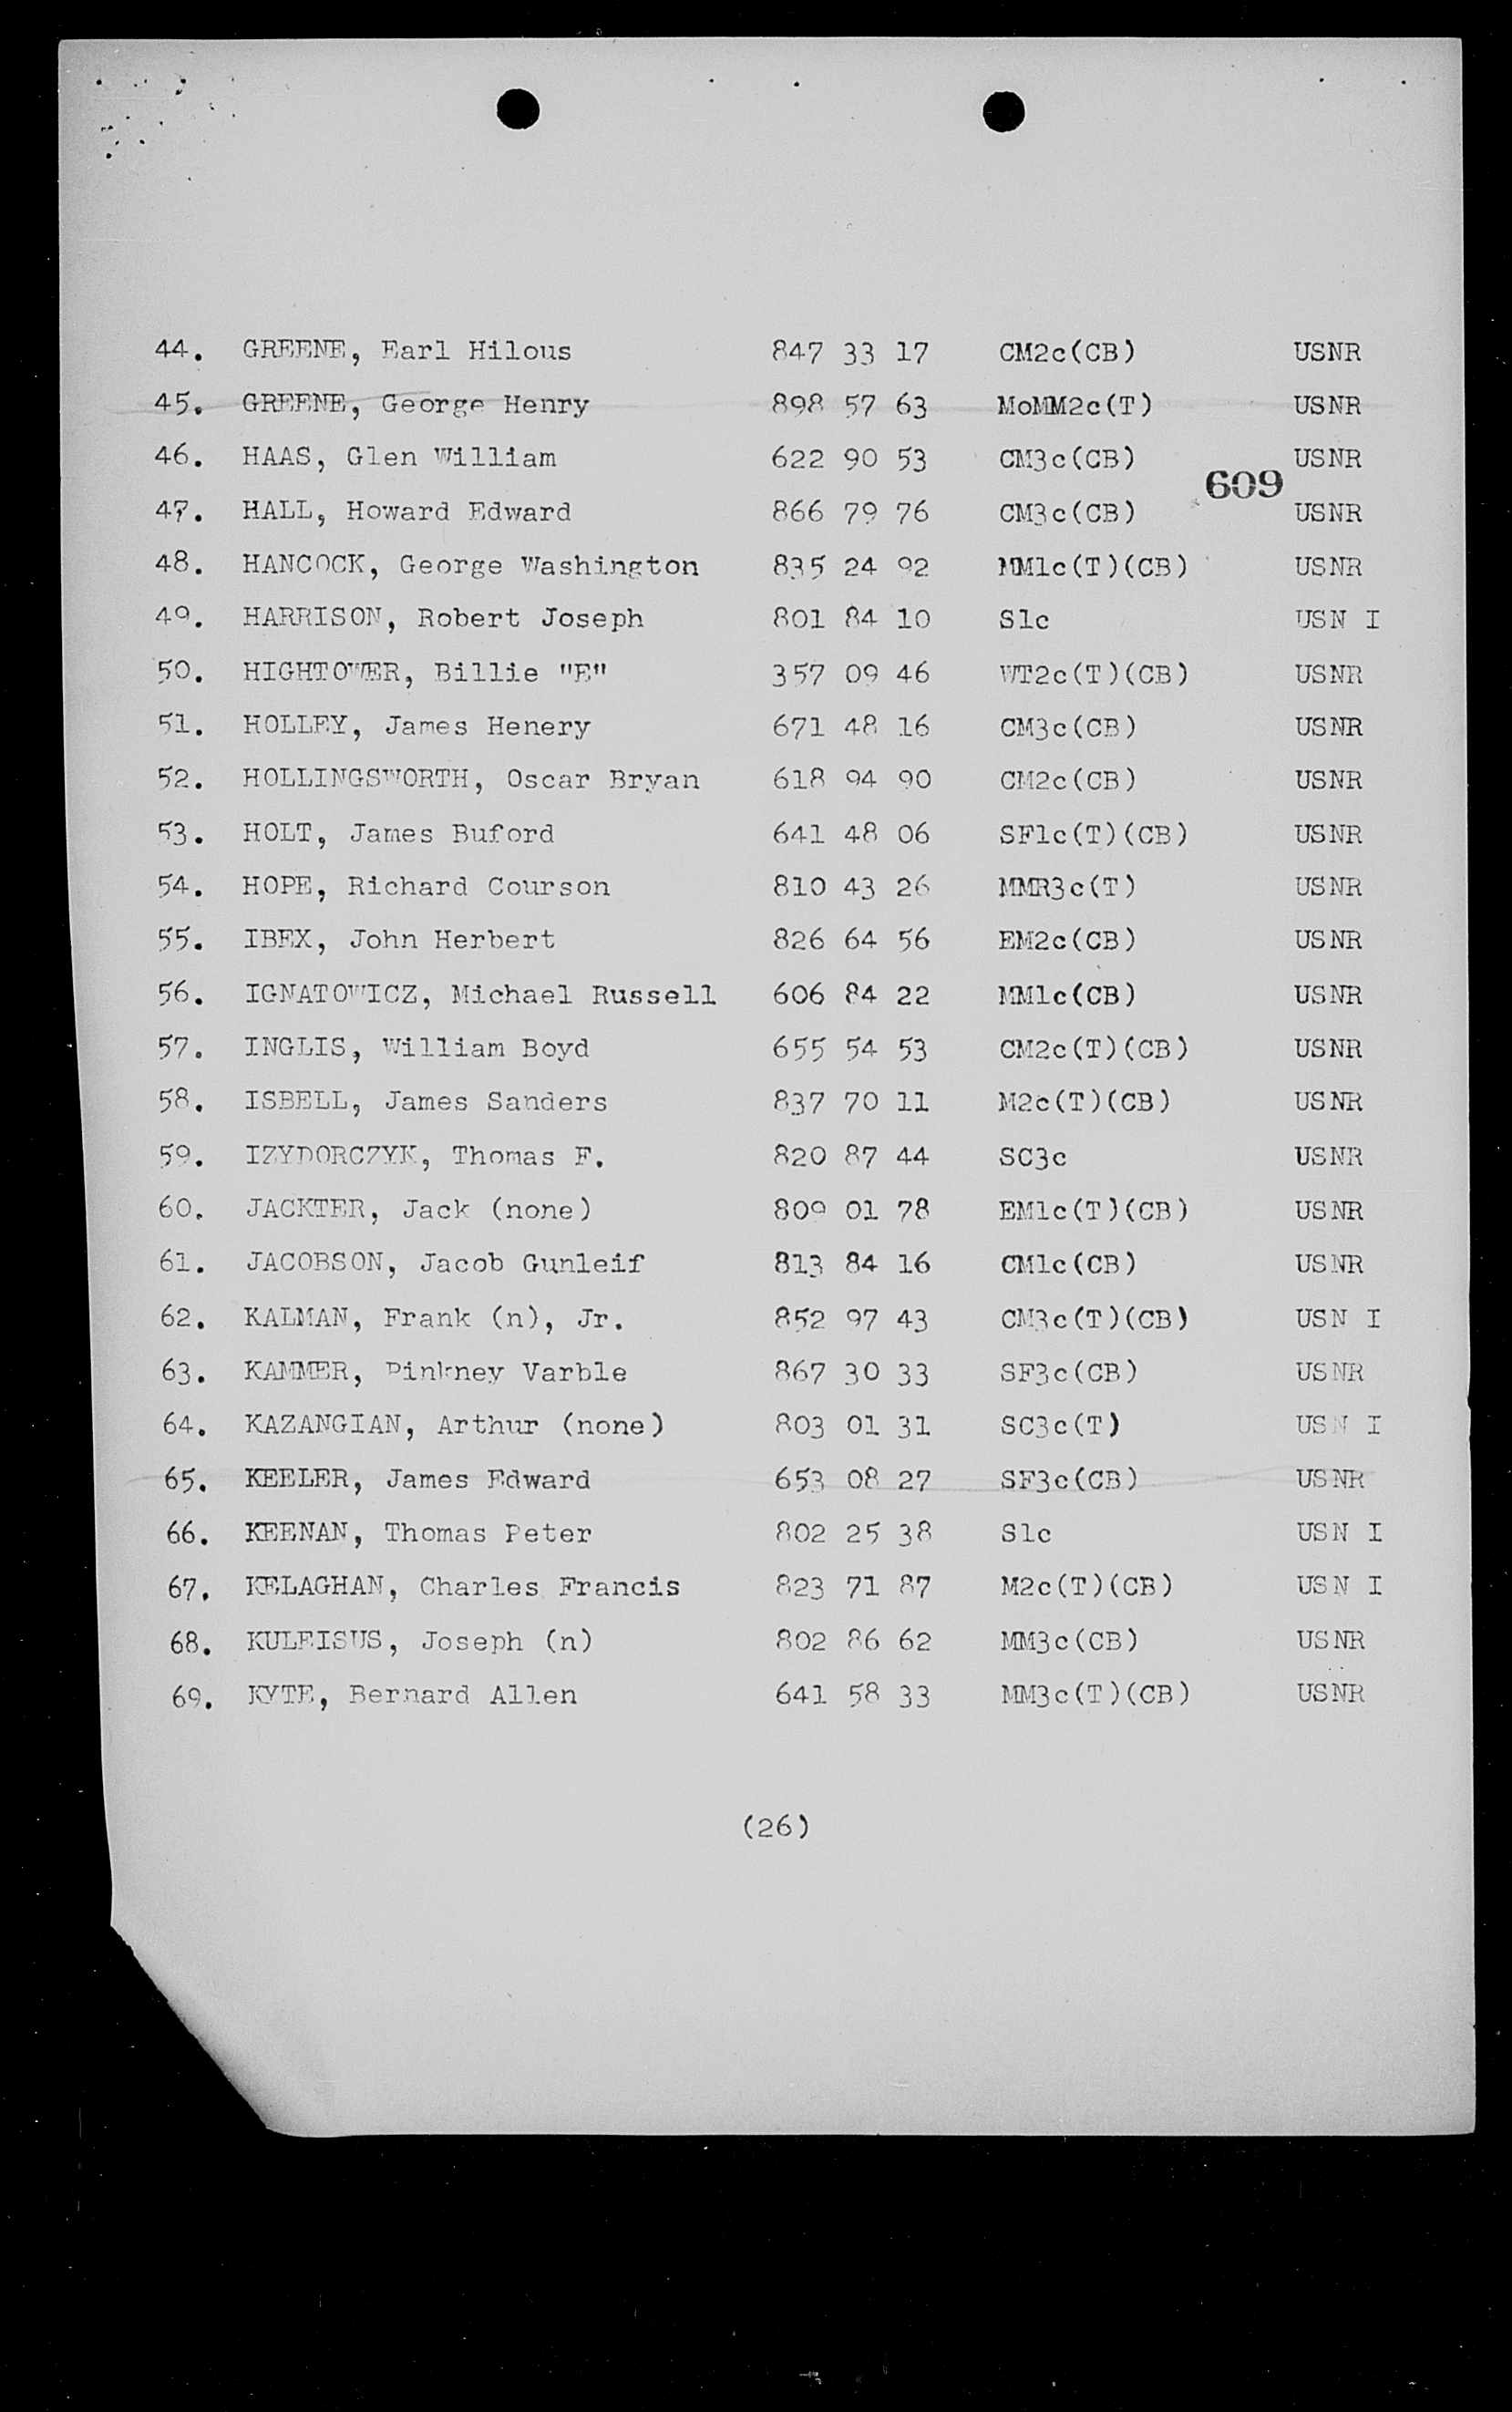 44. GREENE, Earl Hilous 847 33 17 CM2c(CB) USNR
45. GREENE, George Henry 898 57 63 MoMM2c(T) USNR
46. HAAS, Glen William 622 90 53 CM3c(CB) USNR
609
47. HALL, Howard Edward 866 79 76 CM3c(CB) USNR
48. HANCOCK, George Washington 835 24 92 MM1c(T)(CB) USNR
49. HARRISON, Robert Joseph 801 84 10 S1c USN I
50. HIGHTOWER, Billie "E" 357 09 46 WT2c(T)(CB) USNR
51. HOLLEY, James Henery 671 48 16 CM3c(CB) USNR
52. HOLLINGSWORTH, Oscar Bryan 618 94 90 CM2c(CB) USNR
53. HOLT, James Buford 641 48 06 SF1c(T)(CB) USNR
54. HOPE, Richard Courson 810 43 26 MMR3c(T) USNR
55. IBEX, John Herbert 826 64 56 EM2c(CB) USNR
56. IGNATOWICZ, Michael Russell 606 84 22 MM1c(CB) USNR
57. INGLIS, William Boyd 655 54 53 CM2c(T)(CB) USNR
58. ISBELL, James Sanders 837 70 11 M2c(T)(CB) USNR
59. IZYDORCZYK, Thomas F. 820 87 44 SC3c USNR
60. JACKTER, Jack (none) 809 01 78 EM1c(T)(CB) USNR
61. JACOBSON, Jacob Gunleif 813 84 16 CM1c(CB) USNR
62. KALMAN, Frank (n), Jr. 852 97 43 CM3c(T)(CB) USN I
63. KAMMER, Pinkney Varble 867 30 33 SF3c(CB) USNR
64. KAZANGIAN, Arthur (none) 803 01 31 SC3c(T) USN I
65. KEELER, James Edward 653 08 27 SF3c(CB) USNR
66. KEENAN, Thomas Peter 802 25 38 S1c USN I
67. KELAGHAN, Charles Francis 823 71 87 M2c(T)(CB) USN I
68. KULEISUS, Joseph (n) 802 86 62 MM3c(CB) USNR
69. KYTE, Bernard Allen 641 58 33 MM3c(T)(CB) USNR
(26)